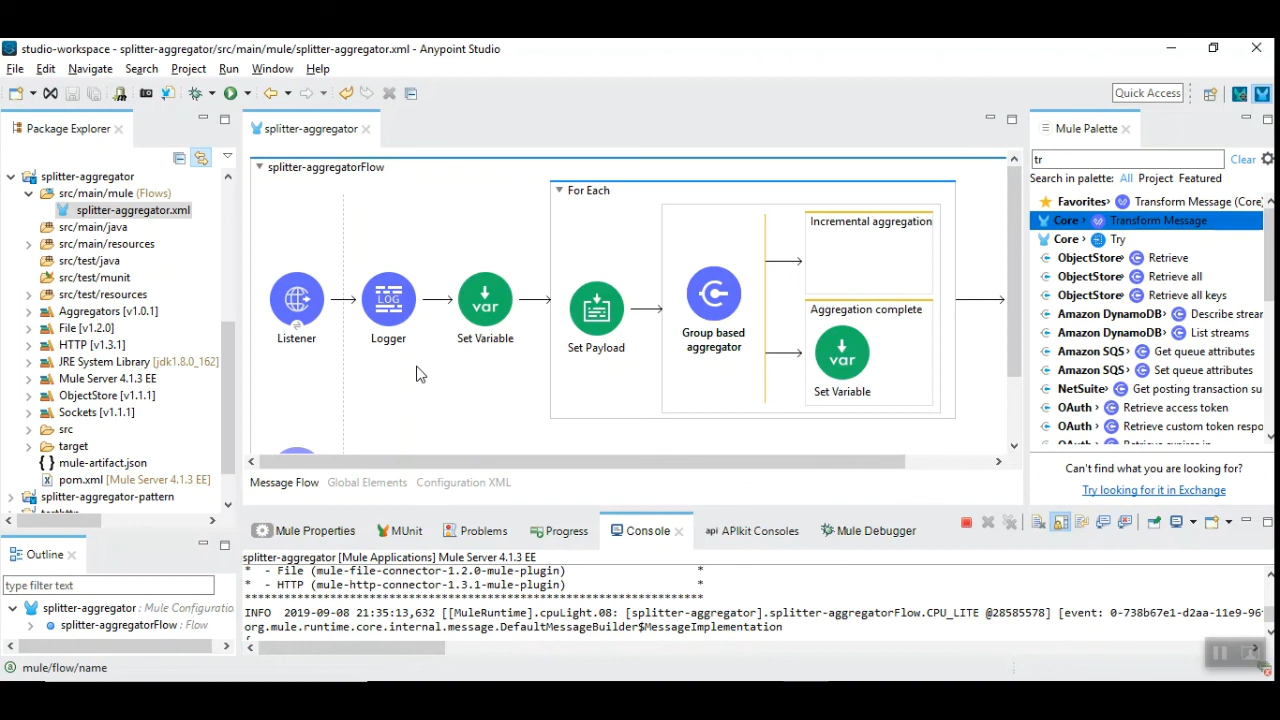 studio-workspace - splitter-aggregator/src/main/mule/splitter-aggregator.xml - Anypoint Studio
File Edit Navigate Search Project Run Window Help
Quick Access
Package Explorer
splitter-aggregator
src/main/mule (Flows)
splitter-aggregator.xml
src/main/java
src/main/resources
src/test/java
src/test/munit
src/test/resources
Aggregators [v1.0.1]
File [v1.2.0]
HTTP [v1.3.1]
JRE System Library [jdk1.8.0_162]
Mule Server 4.1.3 EE
ObjectStore [v1.1.1]
Sockets [v1.1.1]
src
target
mule-artifact.json
pom.xml [Mule Server 4.1.3 EE]
splitter-aggregator-pattern
Outline
type filter text
splitter-aggregator : Mule Configuratio
splitter-aggregatorFlow : Flow
mule/flow/name
splitter-aggregator
splitter-aggregatorFlow
For Each
Incremental aggregation
LOG
var
Listener
Logger
Set Variable
Set Payload
Group based
aggregator
Aggregation complete
var
Set Variable
Message Flow Global Elements Configuration XML
Mule Palette
tr
Clear
Search in palette: All Project Featured
Favorites> Transform Message (Core)
Core > Transform Message
Core > Try
ObjectStore> Retrieve
ObjectStore> Retrieve all
ObjectStore> Retrieve all keys
Amazon DynamoDB> Describe strean
Amazon DynamoDB> List streams
Amazon SQS> Get queue attributes
Amazon SQS> Set queue attributes
NetSuite> Get posting transaction su
OAuth> Retrieve access token
OAuth> Retrieve custom token respo
Can't find what you are looking for?
Try looking for it in Exchange
Mule Properties MUnit Problems Progress Console api APIkit Consoles Mule Debugger
splitter-aggregator [Mule Applications] Mule Server 4.1.3 EE
* - File (mule-file-connector-1.2.0-mule-plugin) *
* - HTTP (mule-http-connector-1.3.1-mule-plugin) *
INFO 2019-09-08 21:35:13,632 [[MuleRuntime].cpuLight.08: [splitter-aggregator].splitter-aggregatorFlow.CPU_LITE @28585578] [event: 0-738b67e1-d2aa-11e9-96
org.mule.runtime.core.internal.message.DefaultMessageBuilder$MessageImplementation
{